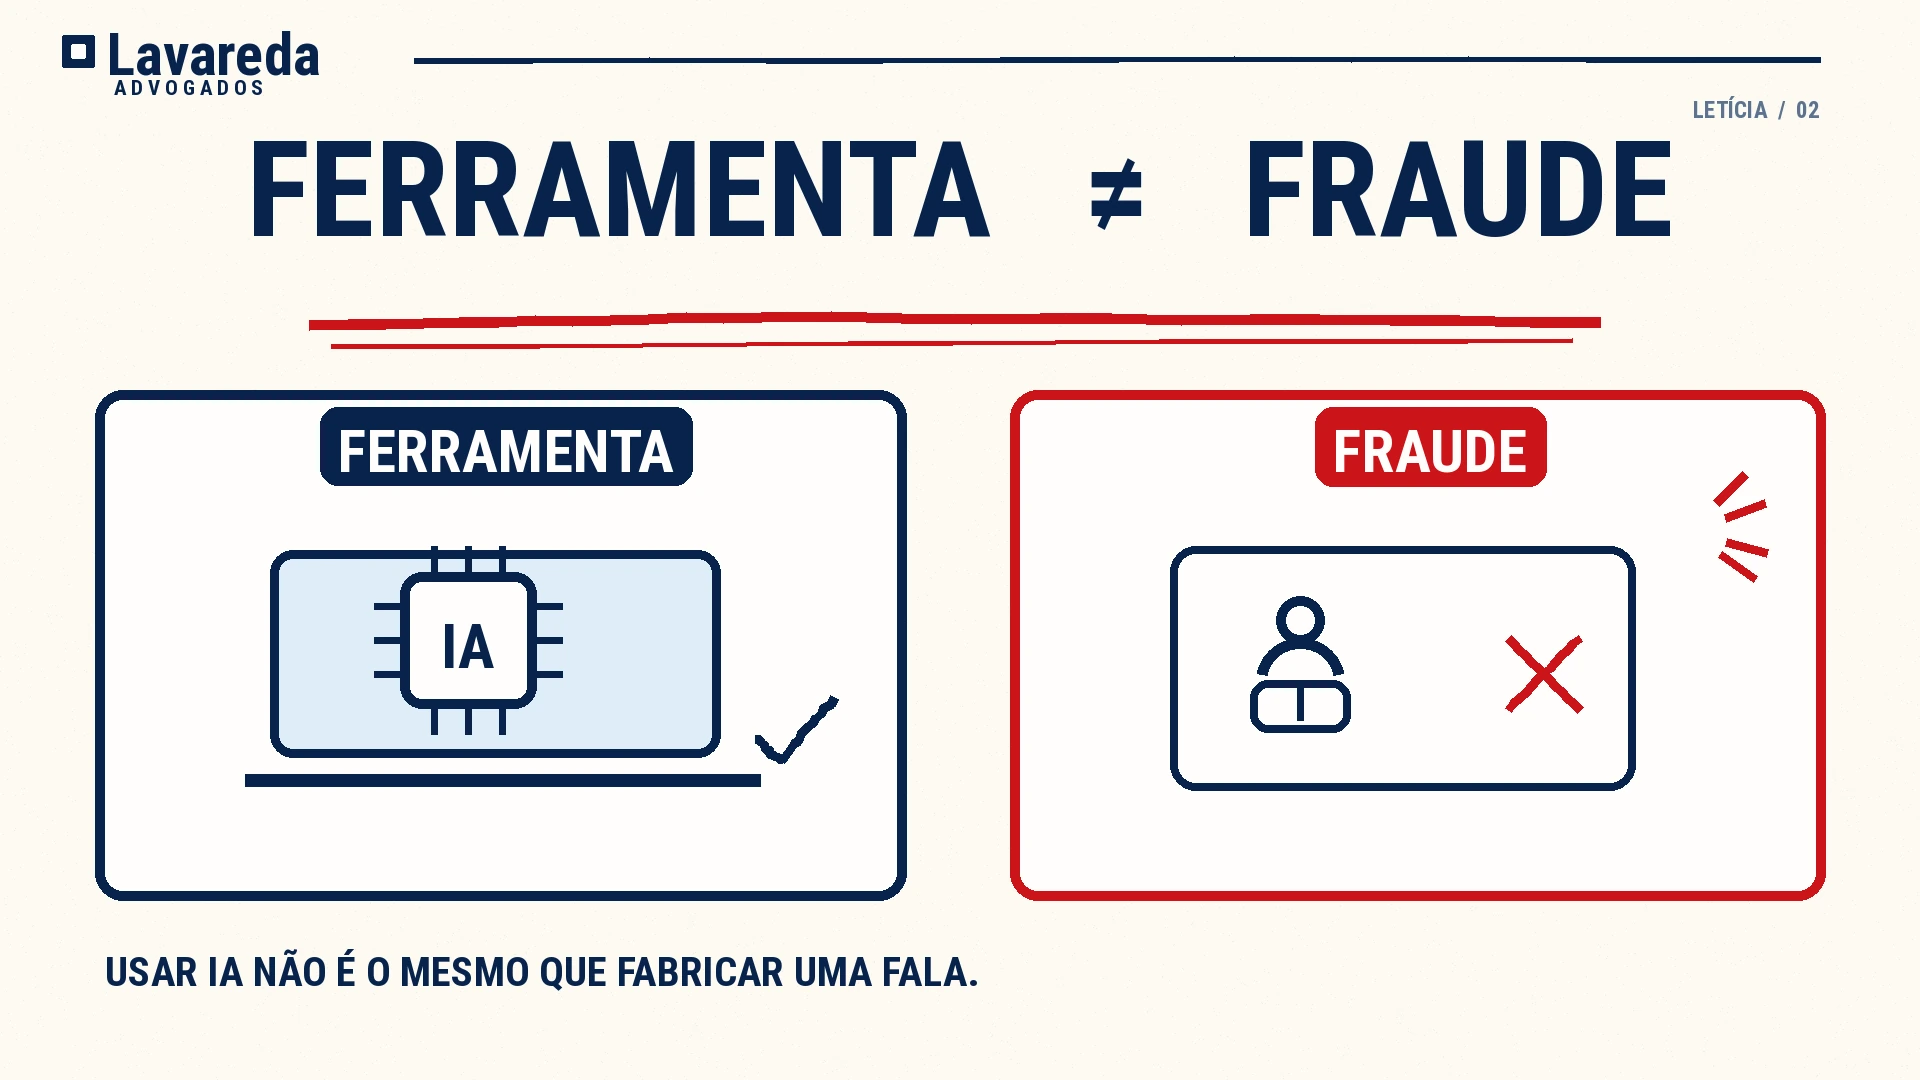 Lavareda
ADVOGADOS
LETÍCIA / 02
FERRAMENTA ≠ FRAUDE
FERRAMENTA
FRAUDE
IA
USAR IA NÃO É O MESMO QUE FABRICAR UMA FALA.